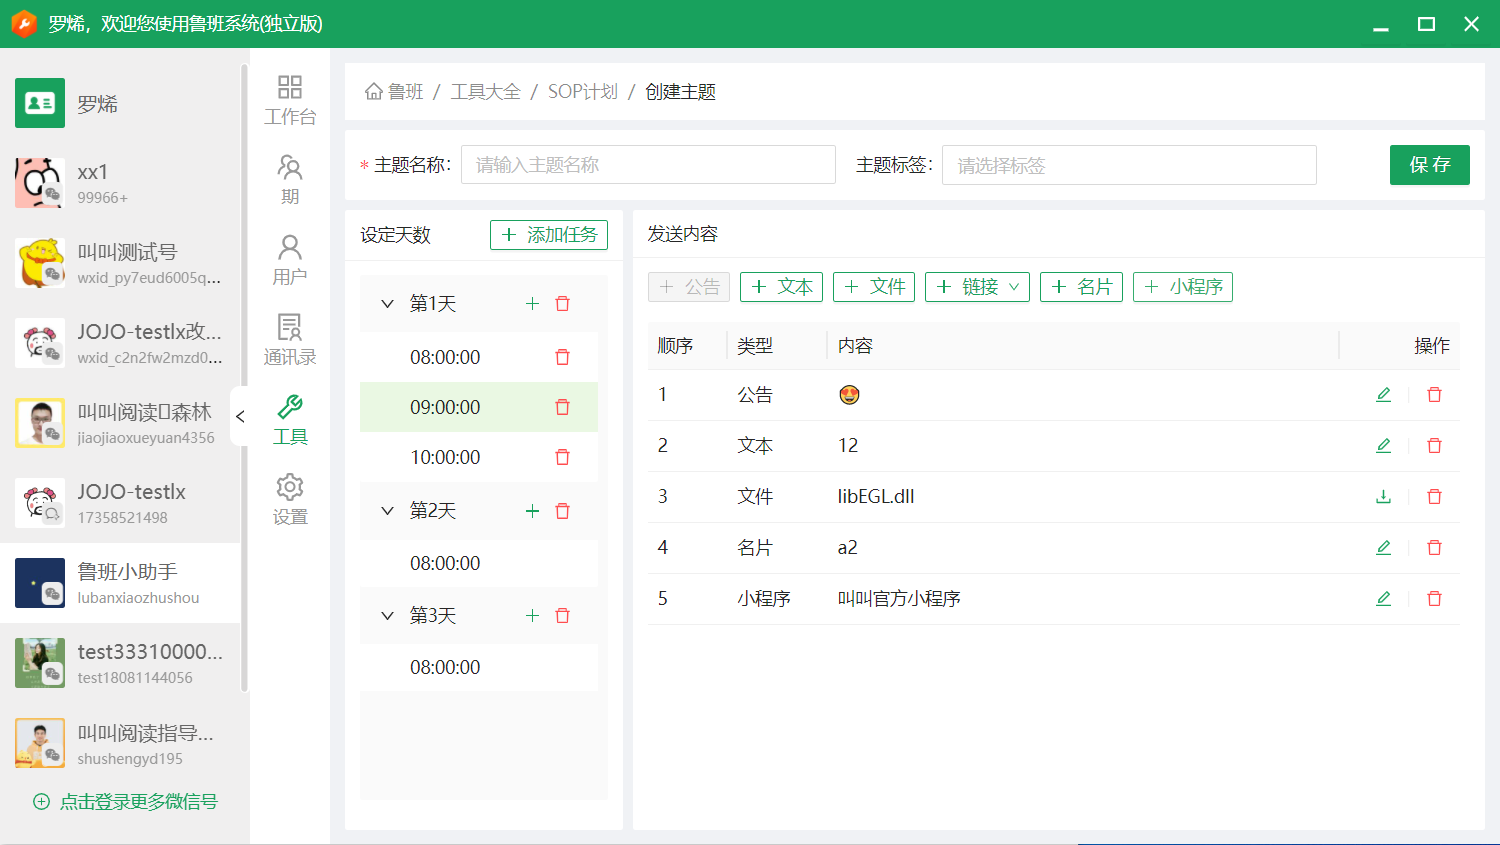 罗烯，欢迎您使用鲁班系统(独立版)
罗烯
xx1
99966+
叫叫测试号
wxid_py7eud6005q...
JOJO-testlx改...
wxid_c2n2fw2mzd0...
叫叫阅读森林
jiaojiaoxueyuan4356
JOJO-testlx
17358521498
鲁班小助手
lubanxiaozhushou
test33310000...
test18081144056
叫叫阅读指导...
shushengyd195
点击登录更多微信号
工作台
期
用户
通讯录
工具
设置
鲁班 / 工具大全 / SOP计划 / 创建主题
* 主题名称： 请输入主题名称 主题标签： 请选择标签 保存
设定天数 + 添加任务
第1天
08:00:00
09:00:00
10:00:00
第2天
08:00:00
第3天
08:00:00
发送内容
+ 公告 + 文本 + 文件 + 链接 + 名片 + 小程序
顺序 类型 内容 操作
1 公告 😍
2 文本 12
3 文件 libEGL.dll
4 名片 a2
5 小程序 叫叫官方小程序